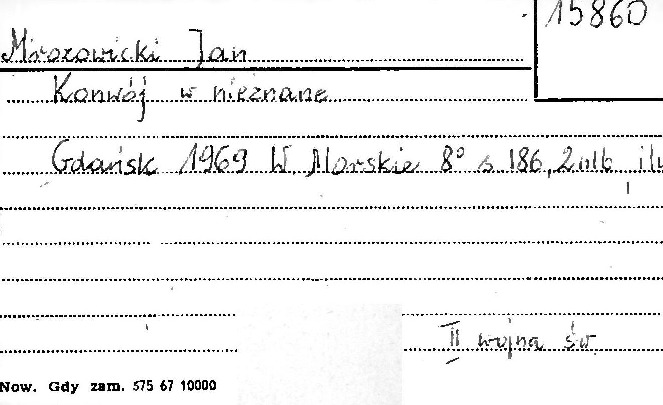 15860
Mrozowicki Jan
Konwój w nieznane
Gdańsk 1969 W. Morskie 8° s. 186, 2 nlb il
II wojna św.
Now. Gdy zam. 575 67 10000